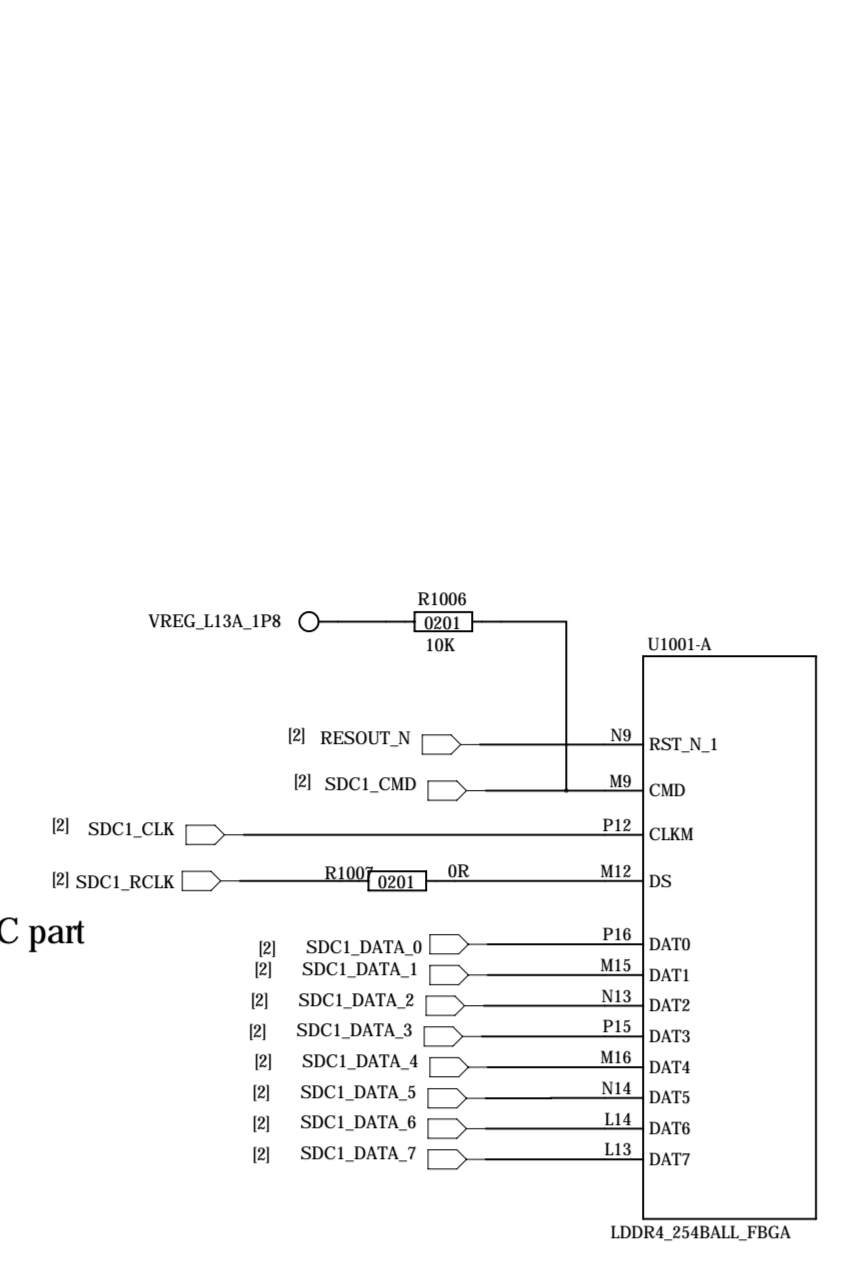 R1006
VREG_L13A_1P8
0201
10K
U1001-A
[2] RESOUT_N N9 RST_N_1
[2] SDC1_CMD M9 CMD
[2] SDC1_CLK P12 CLKM
[2] SDC1_RCLK R1007 0201 0R M12 DS
C part
[2] SDC1_DATA_0 P16 DAT0
[2] SDC1_DATA_1 M15 DAT1
[2] SDC1_DATA_2 N13 DAT2
[2] SDC1_DATA_3 P15 DAT3
[2] SDC1_DATA_4 M16 DAT4
[2] SDC1_DATA_5 N14 DAT5
[2] SDC1_DATA_6 L14 DAT6
[2] SDC1_DATA_7 L13 DAT7
LDDR4_254BALL_FBGA